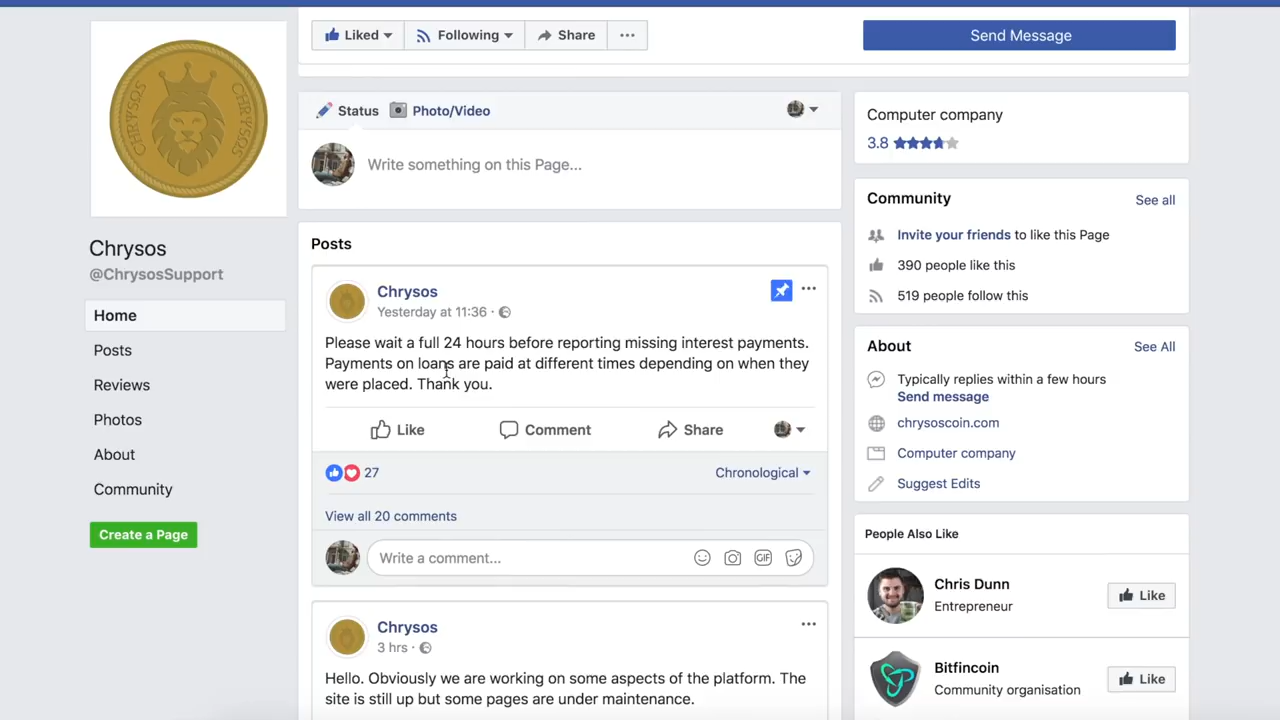 Liked
Following
Share
Send Message
CHRYSOS
CHRYSOS
Chrysos
@ChrysosSupport
Home
Posts
Reviews
Photos
About
Community
Create a Page
Status
Photo/Video
Write something on this Page...
Posts
Chrysos
Yesterday at 11:36 ·
Please wait a full 24 hours before reporting missing interest payments.
Payments on loans are paid at different times depending on when they
were placed. Thank you.
Like
Comment
Share
27
Chronological
View all 20 comments
Write a comment...
GIF
Chrysos
3 hrs ·
Hello. Obviously we are working on some aspects of the platform. The
site is still up but some pages are under maintenance.
Computer company
3.8
Community
See all
Invite your friends to like this Page
390 people like this
519 people follow this
About
See All
Typically replies within a few hours
Send message
chrysoscoin.com
Computer company
Suggest Edits
People Also Like
Chris Dunn
Entrepreneur
Like
Bitfincoin
Community organisation
Like